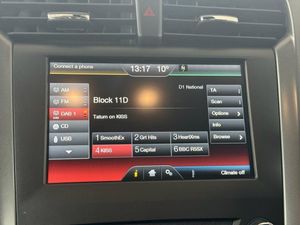 Connect a phone
13:17 10°
AM
D1 National
TA
FM
Block 11D
Scan
DAB 1
Options
Tatum on KISS
Info
CD
1 SmoothEx 2 Grt Hits 3 HeartXms
Browse
USB
4 KISS 5 Capital 6 BBC R5SX
Climate off